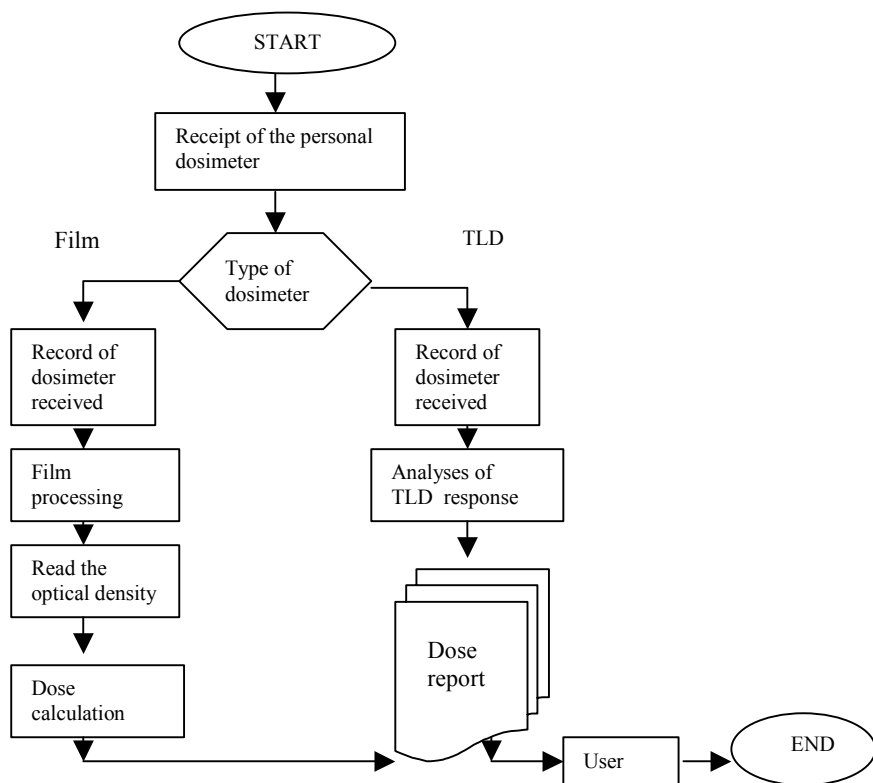 START
Receipt of the personal
dosimeter
Film
TLD
Type of
dosimeter
Record of
dosimeter
received
Record of
dosimeter
received
Film
processing
Analyses of
TLD response
Read the
optical density
Dose
report
Dose
calculation
User
END